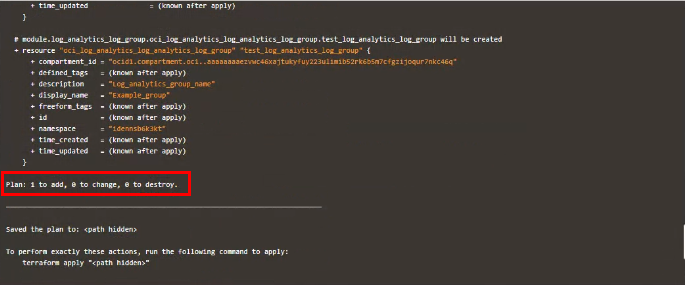 + time_updated = (known after apply)
}
# module.log_analytics_log_group.oci_log_analytics_log_group.test_log_analytics_log_group will be created
+ resource "oci_log_analytics_log_group" "test_log_analytics_log_group" {
+ compartment_id = "ocid1.compartment.oc1..aaaaaaaaezvwc46xajtukyfuy223ulimib52rk6b5m7cfgzijoqur7nkc46q"
+ defined_tags = (known after apply)
+ description = "Log_analytics_group_name"
+ display_name = "Example_group"
+ freeform_tags = (known after apply)
+ id = (known after apply)
+ namespace = "idennsb6k3kt"
+ time_created = (known after apply)
+ time_updated = (known after apply)
}
Plan: 1 to add, 0 to change, 0 to destroy.
Saved the plan to: <path hidden>
To perform exactly these actions, run the following command to apply:
terraform apply "<path hidden>"